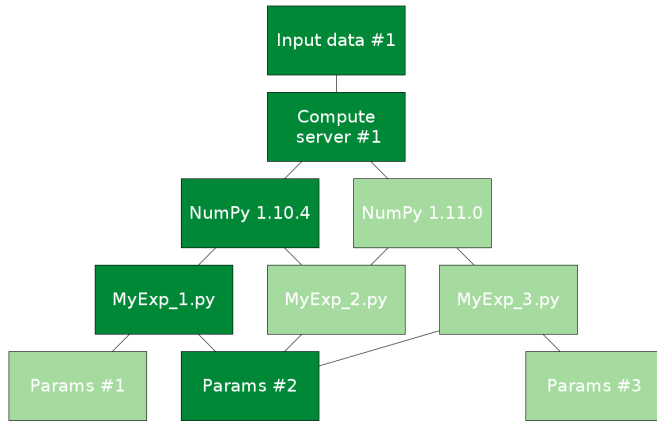 Input data #1
Compute
server #1
NumPy 1.10.4
NumPy 1.11.0
MyExp_1.py
MyExp_2.py
MyExp_3.py
Params #1
Params #2
Params #3